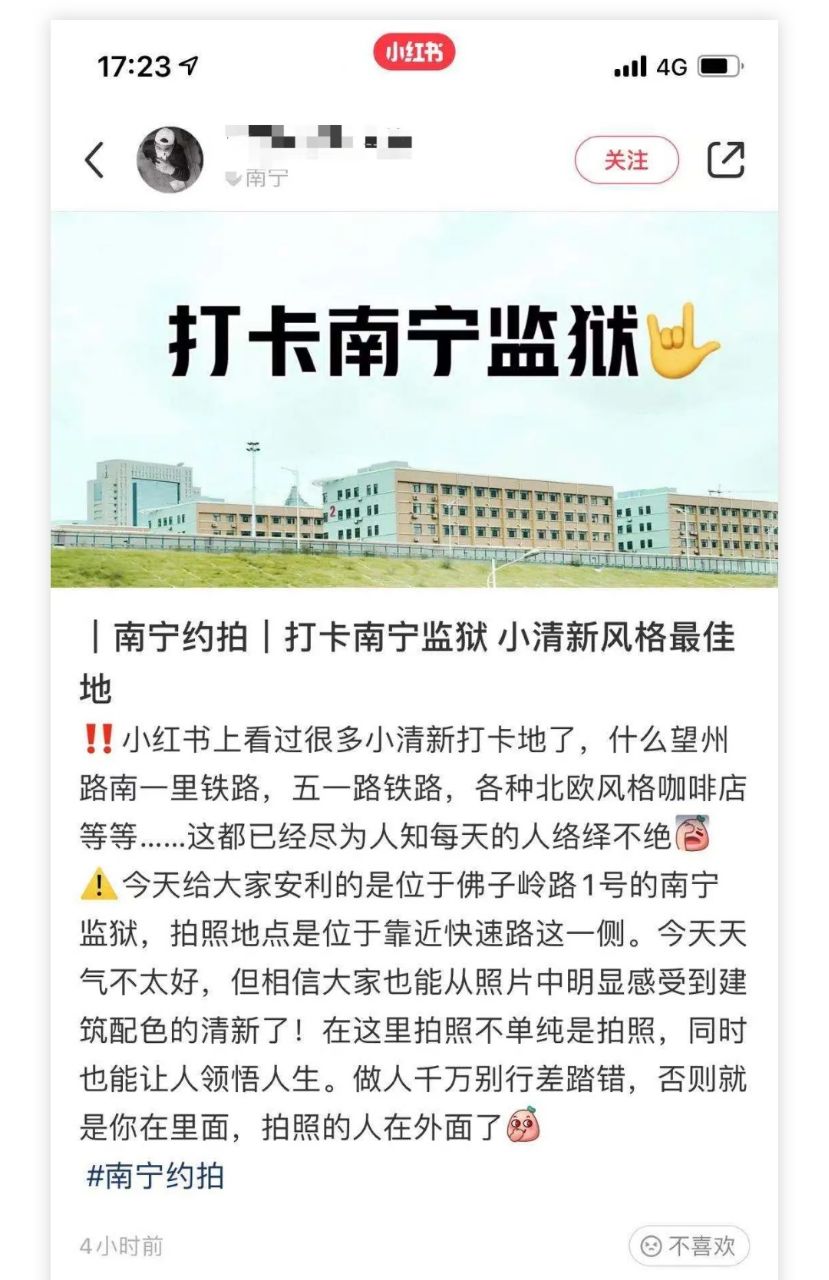 17:23
小红书
4G
南宁
关注
打卡南宁监狱🤟
2
｜南宁约拍｜打卡南宁监狱 小清新风格最佳
地
‼️小红书上看过很多小清新打卡地了，什么望州
路南一里铁路，五一路铁路，各种北欧风格咖啡店
等等……这都已经尽为人知每天的人络绎不绝
⚠️今天给大家安利的是位于佛子岭路1号的南宁
监狱，拍照地点是位于靠近快速路这一侧。今天天
气不太好，但相信大家也能从照片中明显感受到建
筑配色的清新了！在这里拍照不单纯是拍照，同时
也能让人领悟人生。做人千万别行差踏错，否则就
是你在里面，拍照的人在外面了
#南宁约拍
4小时前
不喜欢